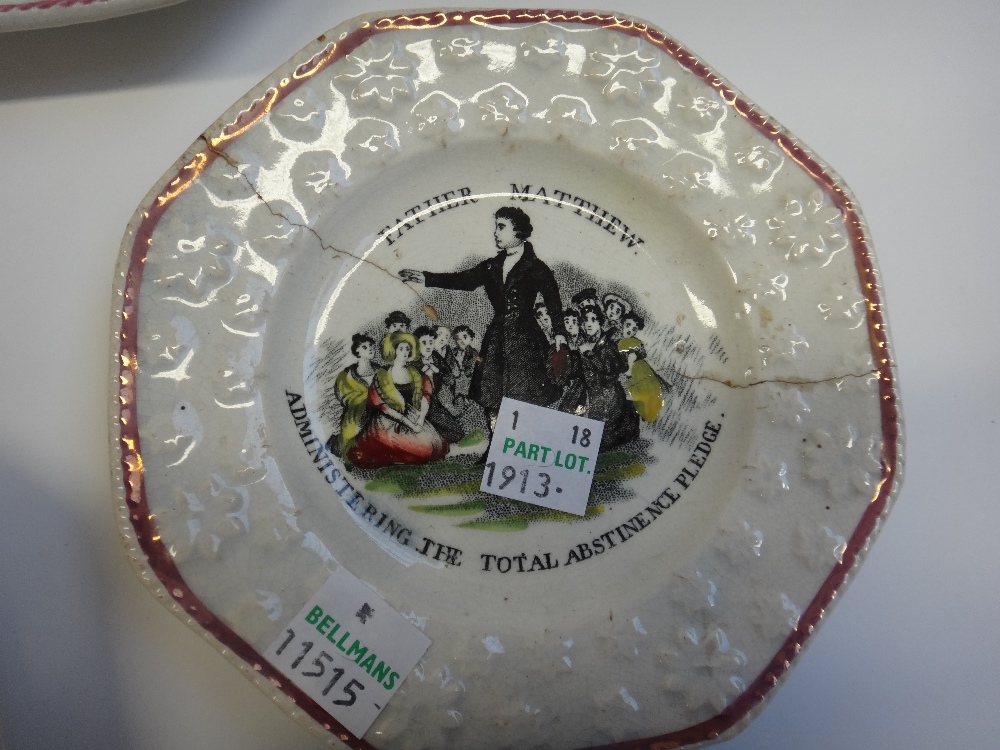 FATHER MATTHEW.
ADMINISTERING THE TOTAL ABSTINENCE PLEDGE.
1 18
PART LOT.
1913.
BELLMANS
11515